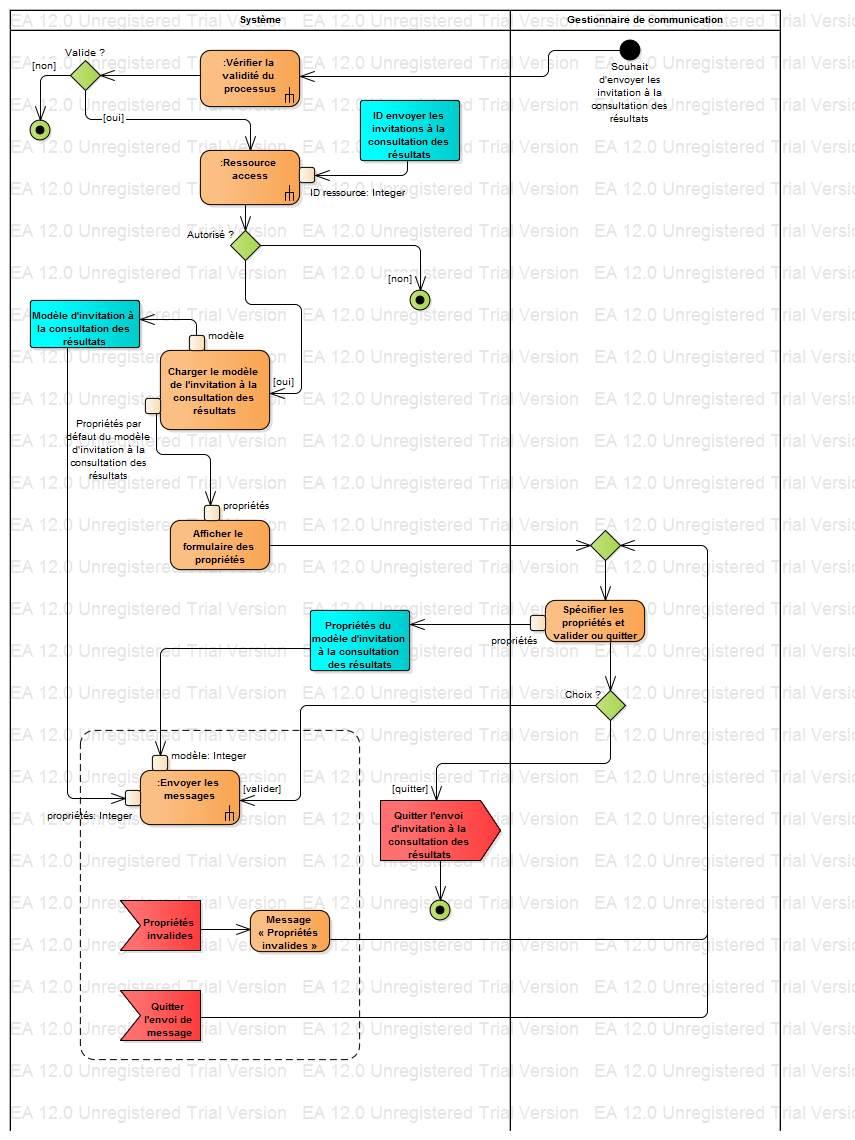 Système
Gestionnaire de communication
Valide ?
[non]
:Vérifier la
validité du
processus
Souhait
d'envoyer les
invitation à la
consultation des
résultats
[oui]
ID envoyer les
invitations à la
consultation des
résultats
:Ressource
access
ID ressource: Integer
Autorisé ?
[non]
Modèle d'invitation à
la consultation des
résultats
modèle
Charger le modèle
de l'invitation à la
consultation des
résultats
[oui]
Propriétés par
défaut du modèle
d'invitation à la
consultation des
résultats
propriétés
Afficher le
formulaire des
propriétés
Spécifier les
propriétés et
valider ou quitter
propriétés
Propriétés du
modèle d'invitation
à la consultation
des résultats
Choix ?
modèle: Integer
:Envoyer les
messages
[valider]
propriétés: Integer
[quitter]
Quitter l'envoi
d'invitation à la
consultation des
résultats
Propriétés
invalides
Message
« Propriétés
invalides »
Quitter
l'envoi de
message
EA 12.0 Unregistered Trial Version